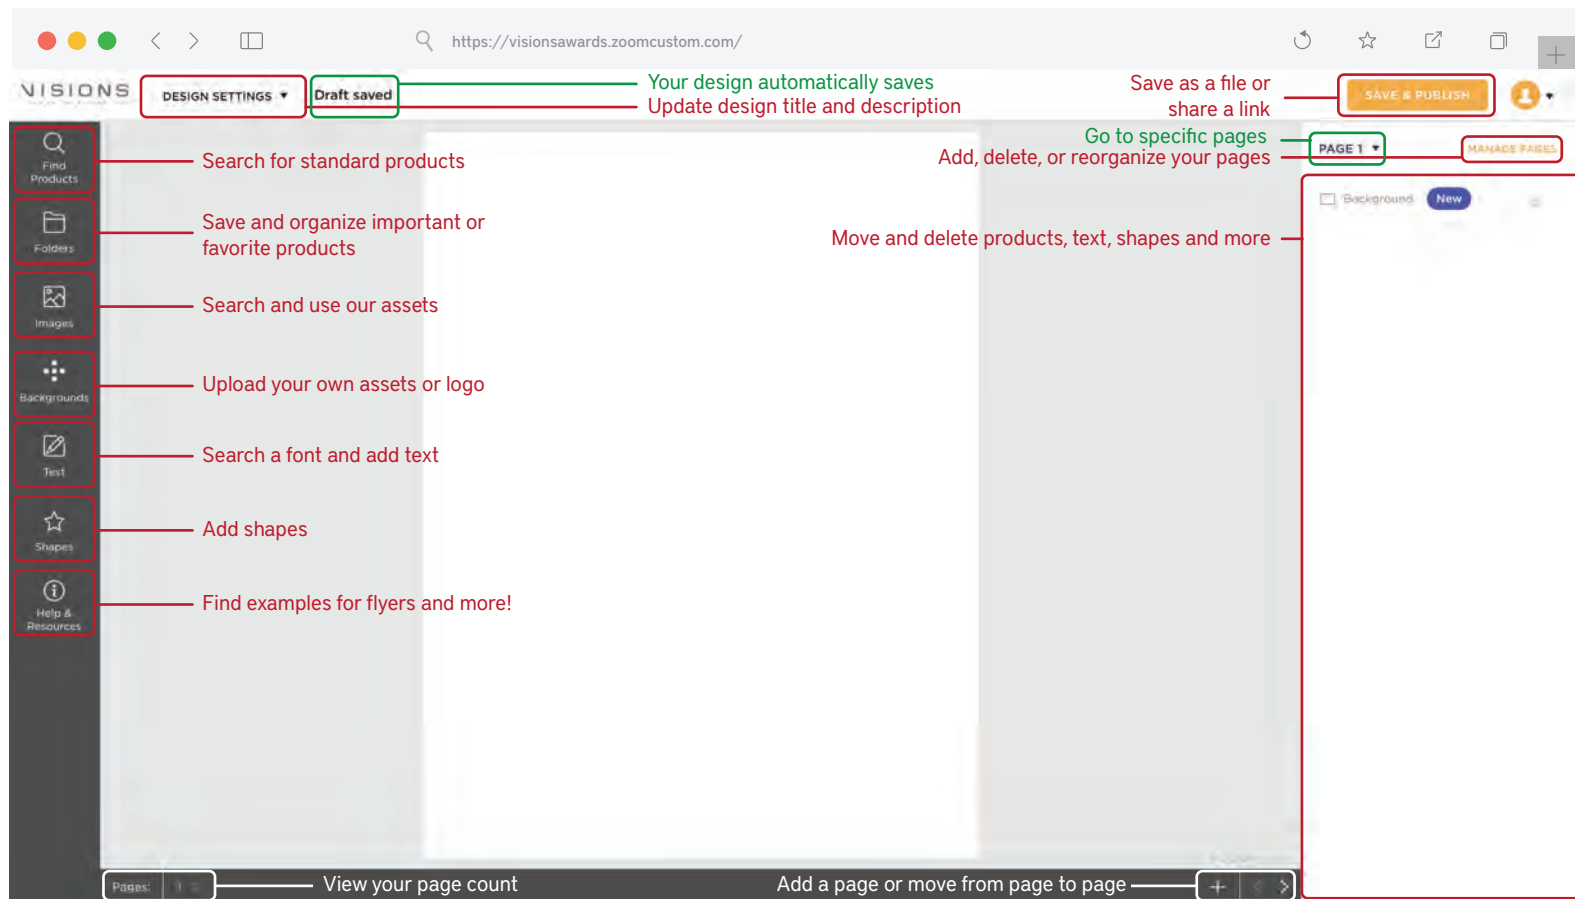 https://visionsawards.zoomcustom.com/
VISIONS
DESIGN SETTINGS
Draft saved
Your design automatically saves
Update design title and description
Save as a file or
share a link
SAVE & PUBLISH
Go to specific pages
Add, delete, or reorganize your pages
PAGE 1
MANAGE PAGES
Find
Products
Search for standard products
Background
New
Folders
Save and organize important or
favorite products
Move and delete products, text, shapes and more
Images
Search and use our assets
Backgrounds
Upload your own assets or logo
Text
Search a font and add text
Shapes
Add shapes
Help &
Resources
Find examples for flyers and more!
Pages:
1
View your page count
Add a page or move from page to page